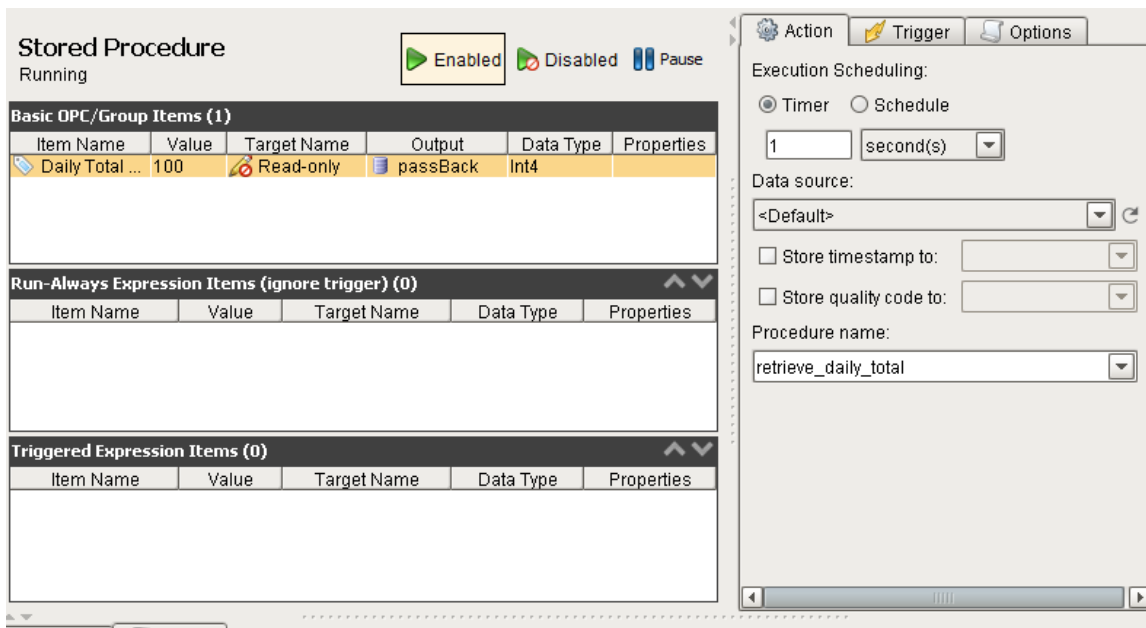 Stored Procedure
Running
Enabled
Disabled
Pause
Basic OPC/Group Items (1)
Item Name Value Target Name Output Data Type Properties
Daily Total ... 100 Read-only passBack Int4
Run-Always Expression Items (ignore trigger) (0)
Item Name Value Target Name Data Type Properties
Triggered Expression Items (0)
Item Name Value Target Name Data Type Properties
Action Trigger Options
Execution Scheduling:
Timer Schedule
1 second(s)
Data source:
<Default>
Store timestamp to:
Store quality code to:
Procedure name:
retrieve_daily_total